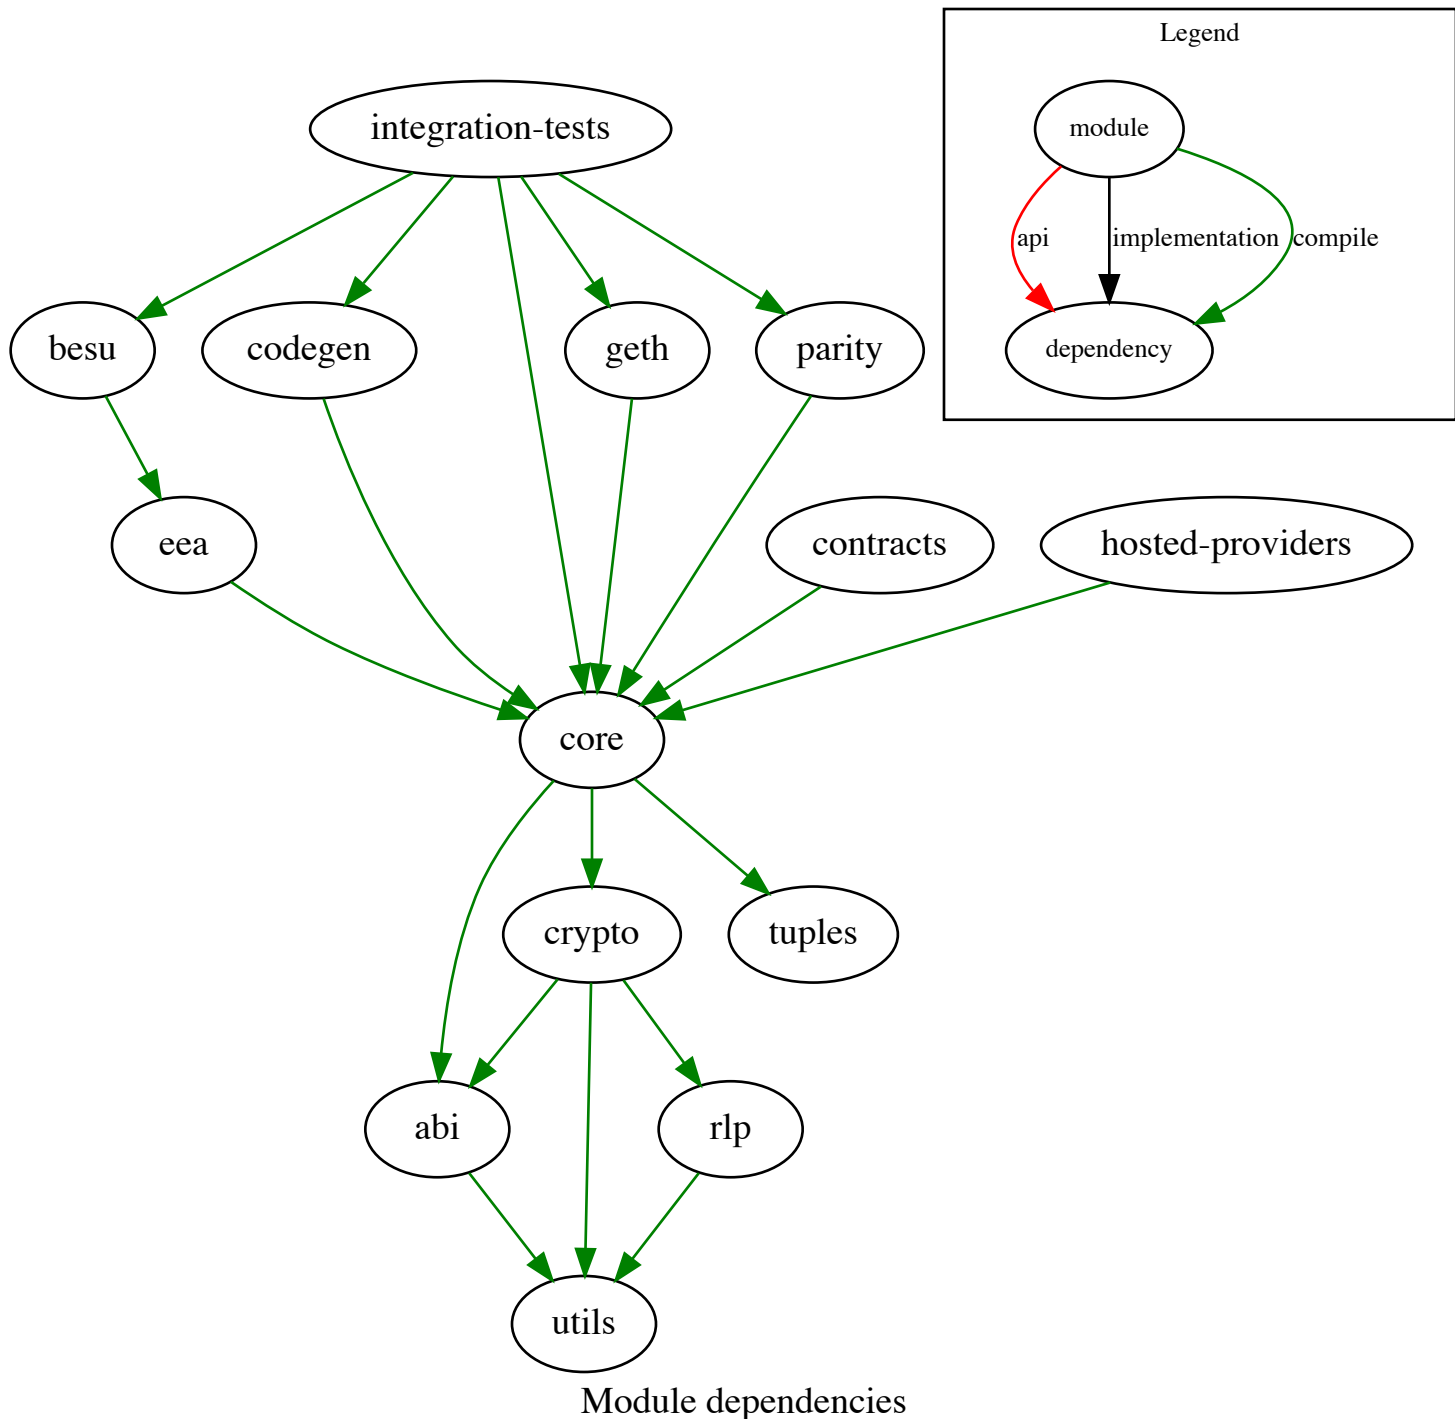 Legend
integration-tests
module
api
implementation
compile
besu
codegen
geth
parity
dependency
eea
contracts
hosted-providers
core
crypto
tuples
abi
rlp
utils
Module dependencies